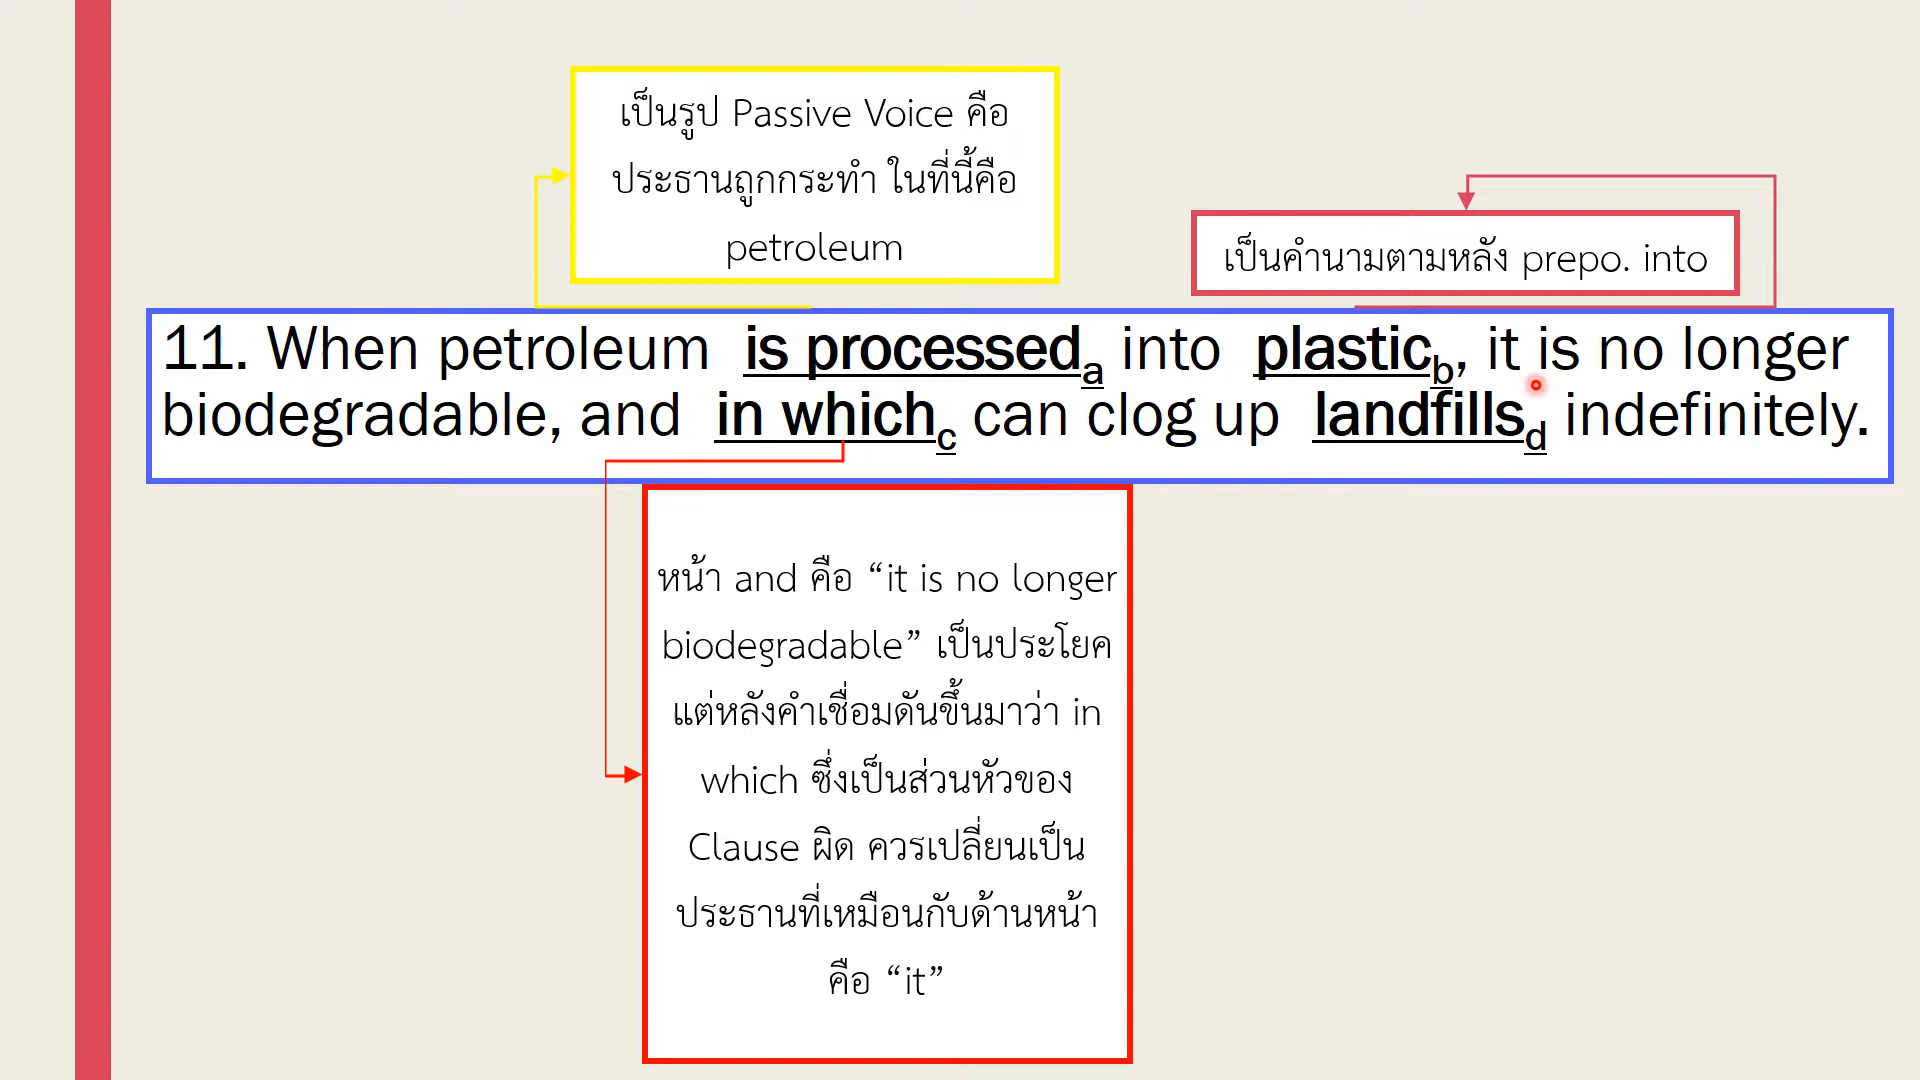 เป็นรูป Passive Voice คือ
ประธานถูกกระทำ ในที่นี้คือ
petroleum
เป็นคำนามตามหลัง prepo. into
11. When petroleum is processed a into plastic b, it is no longer
biodegradable, and in which c can clog up landfills d indefinitely.
หน้า and คือ “it is no longer
biodegradable” เป็นประโยค
แต่หลังคำเชื่อมดันขึ้นมาว่า in
which ซึ่งเป็นส่วนหัวของ
Clause ผิด ควรเปลี่ยนเป็น
ประธานที่เหมือนกับด้านหน้า
คือ “it”